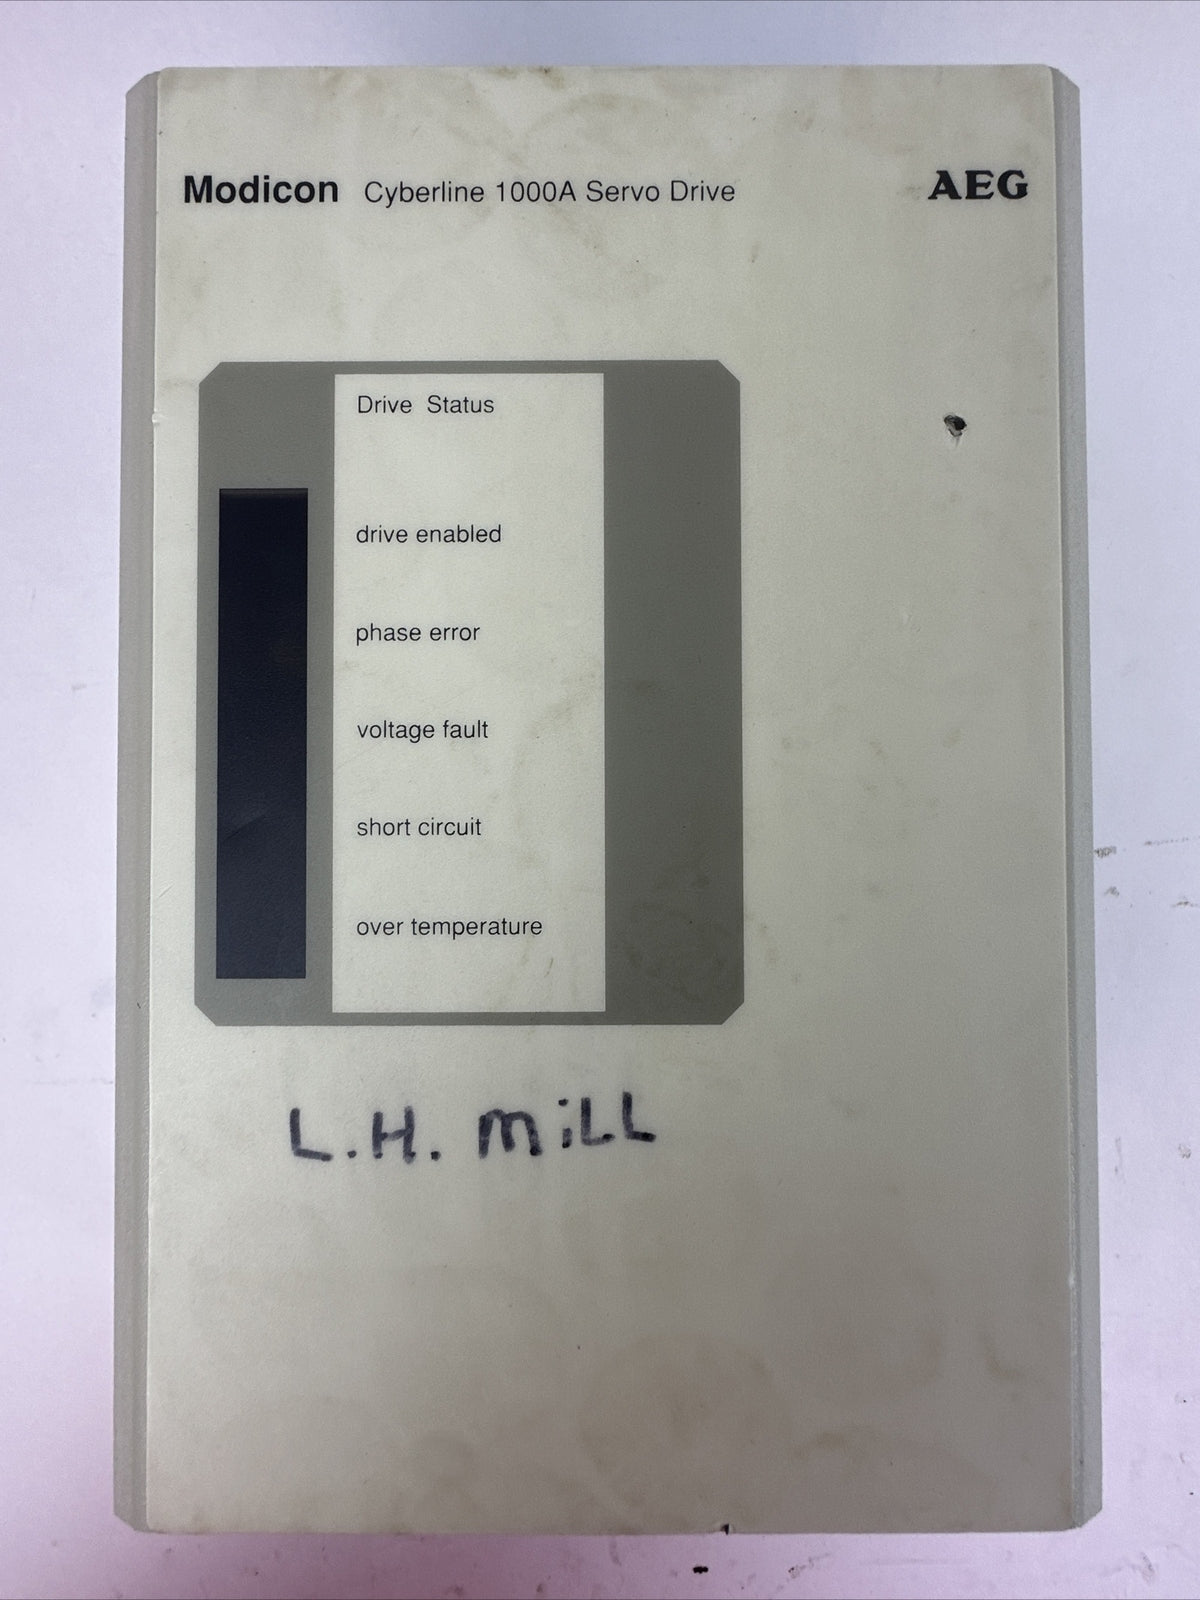 Modicon Cyberline 1000A Servo Drive AEG
Drive Status
drive enabled
phase error
voltage fault
short circuit
over temperature
L.H. MiLL